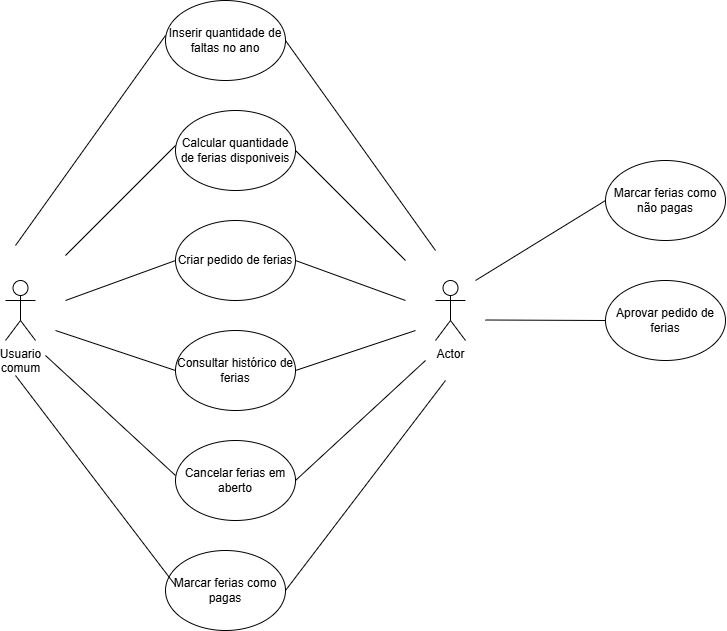 Inserir quantidade de
faltas no ano
Calcular quantidade
de ferias disponiveis
Marcar ferias como
não pagas
Criar pedido de ferias
Aprovar pedido de
ferias
Usuario
comum
Actor
Consultar histórico de
ferias
Cancelar ferias em
aberto
Marcar ferias como
pagas